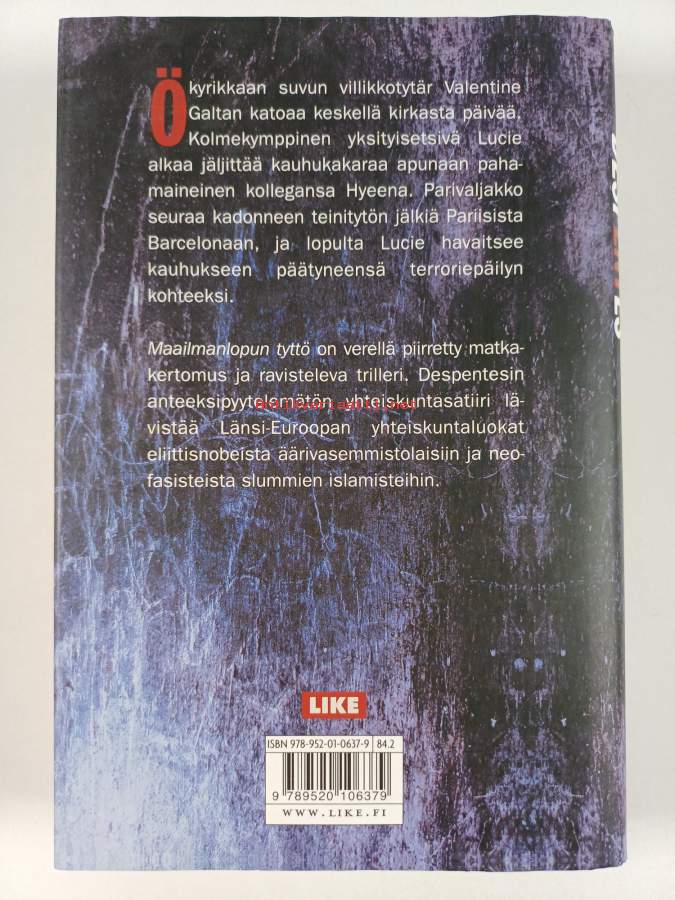 Ökyrikkaan suvun villikkotytär Valentine
Galtan katoaa keskellä kirkasta päivää.
Kolmekymppinen yksityisetsivä Lucie
alkaa jäljittää kauhukakaraa apunaan paha-
maineinen kollegansa Hyeena. Parivaljakko
seuraa kadonneen teinitytön jälkiä Pariisista
Barcelonaan, ja lopulta Lucie havaitsee
kauhukseen päätyneensä terroriepäilyn
kohteeksi.
Maailmanlopun tyttö on verellä piirretty matka-
kertomus ja ravisteleva trilleri. Despentesin
anteeksipyytelemätön yhteiskuntasatiiri lä-
vistää Länsi-Euroopan yhteiskuntaluokat
eliittisnobeista äärivasemmistolaisiin ja neo-
fasisteista slummien islamisteihin.
LIKE
ISBN 978-952-01-0637-9 84.2
9 789520 106379
WWW.LIKE.FI